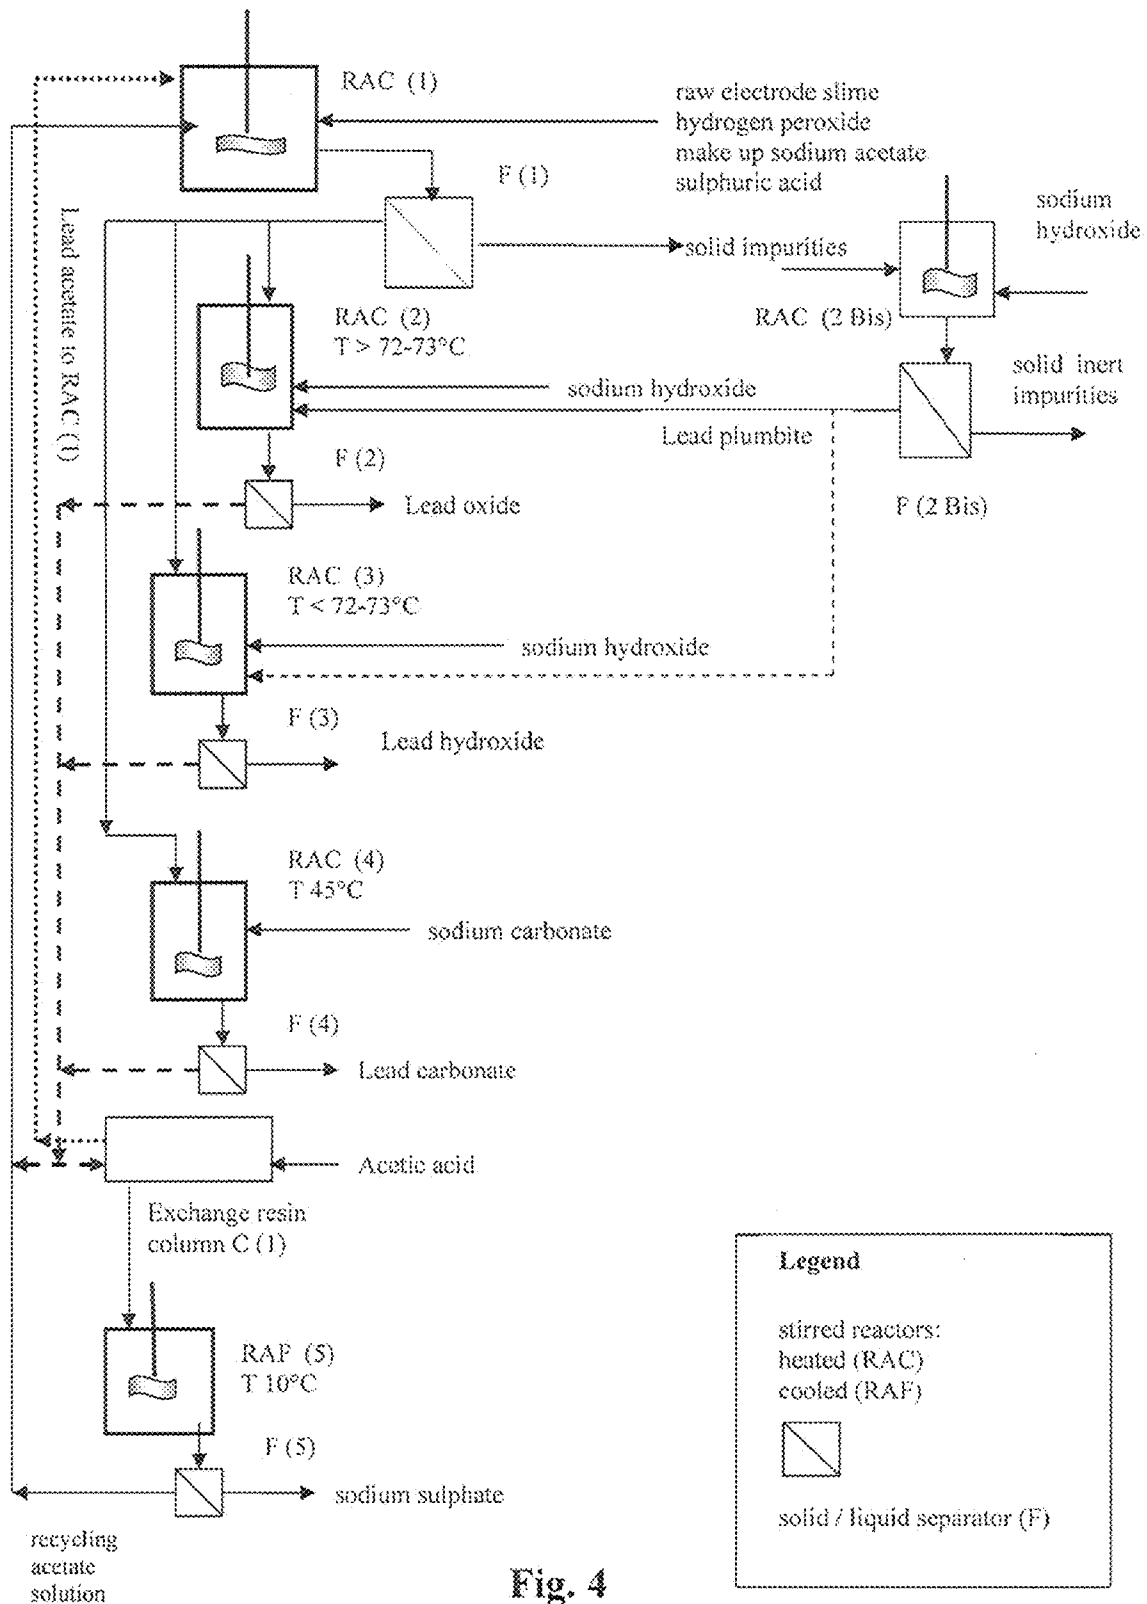 RAC (1)
raw electrode slime
hydrogen peroxide
make up sodium acetate
sulphuric acid
F (1)
sodium
hydroxide
solid impurities
RAC (2 Bis)
Lead acetate to RAC (1)
RAC (2)
T > 72-73°C
sodium hydroxide
solid inert
impurities
Lead plumbite
F (2)
Lead oxide
F (2 Bis)
RAC (3)
T < 72-73°C
sodium hydroxide
F (3)
Lead hydroxide
RAC (4)
T 45°C
sodium carbonate
F (4)
Lead carbonate
Acetic acid
Exchange resin
column C (1)
RAF (5)
T 10°C
F (5)
sodium sulphate
recycling
acetate
solution
Legend
stirred reactors:
heated (RAC)
cooled (RAF)
solid / liquid separator (F)
Fig. 4